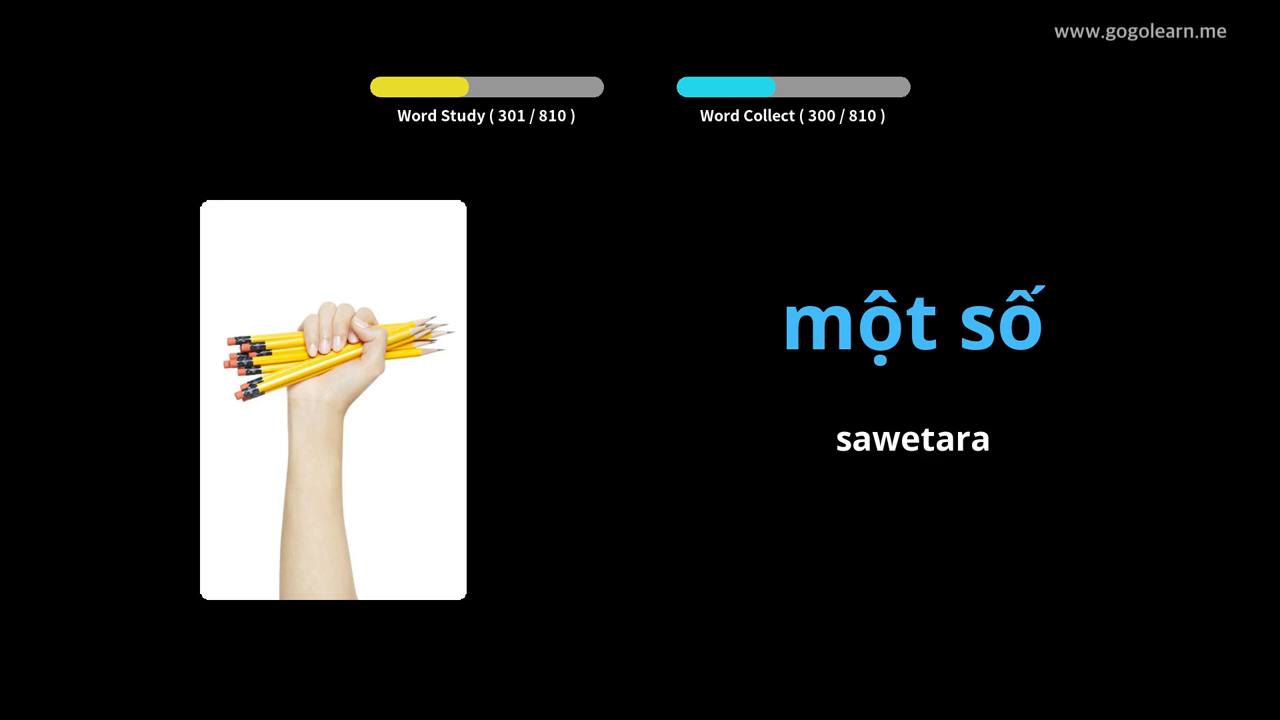 www.gogolearn.me
Word Study ( 301 / 810 )
Word Collect ( 300 / 810 )
một số
sawetara